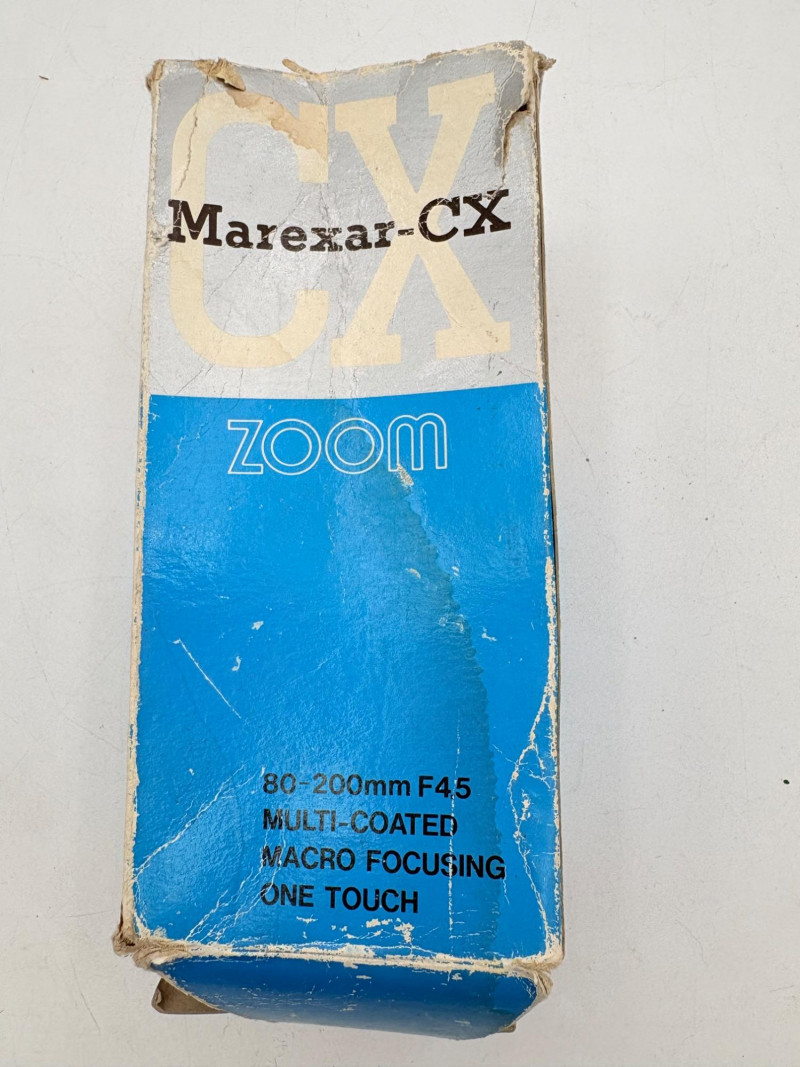 CX
Marexar-CX
ZOOM
80-200mm F4.5
MULTI-COATED
MACRO FOCUSING
ONE TOUCH